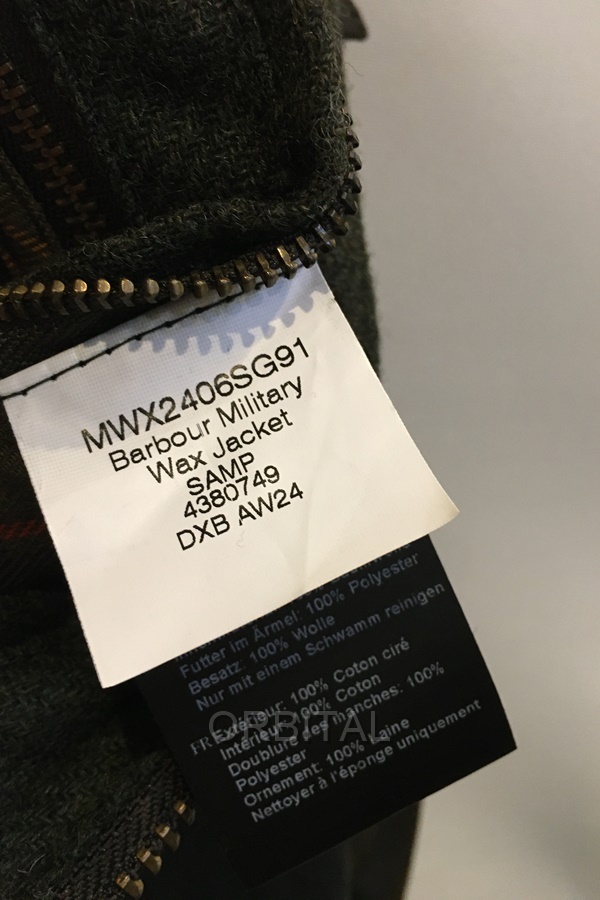 MWX2406SG91
Barbour Military
Wax Jacket
SAMP
4380749
DXB AW24
Futter im Ärmel: 100% Polyester
Besatz: 100% Wolle
Nur mit einem Schwamm reinigen
FR Extérieur: 100% Coton ciré
Intérieur: 100% Coton
Doublure des manches: 100%
Polyester
Ornement: 100% Laine
Nettoyer à l'éponge uniquement
ORBITAL